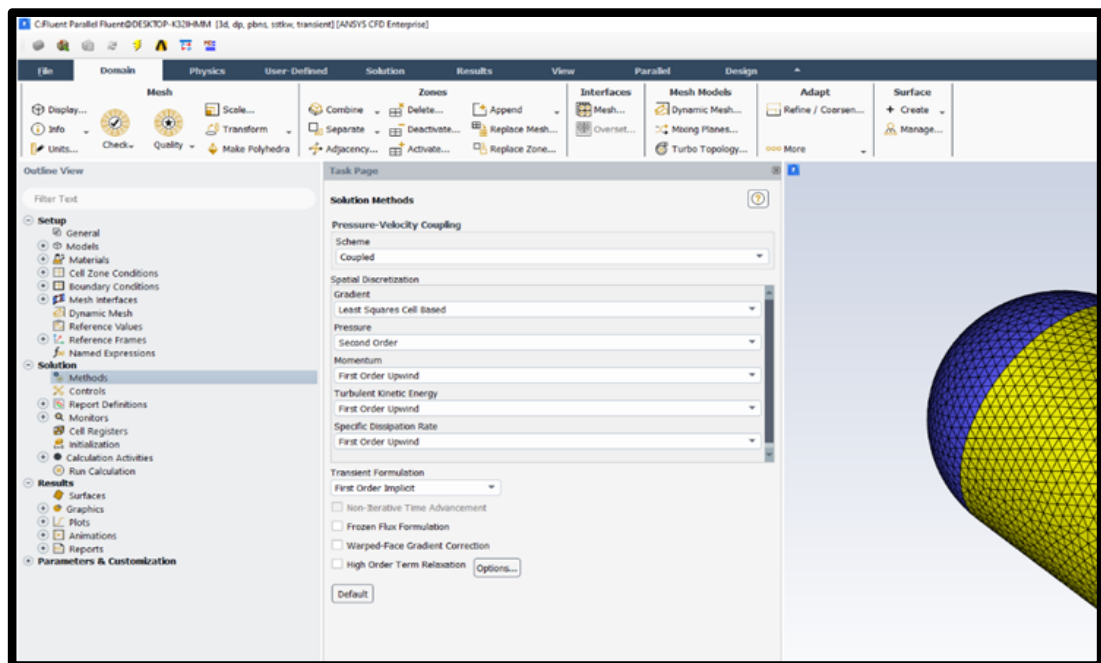 C:Fluent Parallel Fluent@DESKTOP-K32IHMM [3d, dp, pbns, sstkw, transient] [ANSYS CFD Enterprise]
File Domain Physics User-Defined Solution Results View Parallel Design
Mesh Zones Interfaces Mesh Models Adapt Surface
Display... Scale... Combine Delete... Append Mesh... Dynamic Mesh... Refine / Coarsen... + Create
Info Transform Separate Deactivate... Replace Mesh... Overset... Mixing Planes... Manage...
Units... Check Quality Make Polyhedra Adjacency... Activate... Replace Zone... Turbo Topology... More
Outline View
Filter Text
Setup
General
Models
Materials
Cell Zone Conditions
Boundary Conditions
Mesh Interfaces
Dynamic Mesh
Reference Values
Reference Frames
Named Expressions
Solution
Methods
Controls
Report Definitions
Monitors
Cell Registers
Initialization
Calculation Activities
Run Calculation
Results
Surfaces
Graphics
Plots
Animations
Reports
Parameters & Customization
Task Page
Solution Methods
Pressure-Velocity Coupling
Scheme
Coupled
Spatial Discretization
Gradient
Least Squares Cell Based
Pressure
Second Order
Momentum
First Order Upwind
Turbulent Kinetic Energy
First Order Upwind
Specific Dissipation Rate
First Order Upwind
Transient Formulation
First Order Implicit
Non-Iterative Time Advancement
Frozen Flux Formulation
Warped-Face Gradient Correction
High Order Term Relaxation Options...
Default